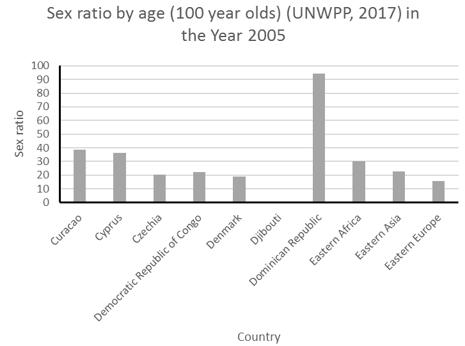 Sex ratio by age (100 year olds) (UNWPP, 2017) in
the Year 2005
100
90
80
70
60
50
40
30
20
10
0
Sex ratio
Curacao
Cyprus
Czechia
Democratic Republic of Congo
Denmark
Djibouti
Dominican Republic
Eastern Africa
Eastern Asia
Eastern Europe
Country